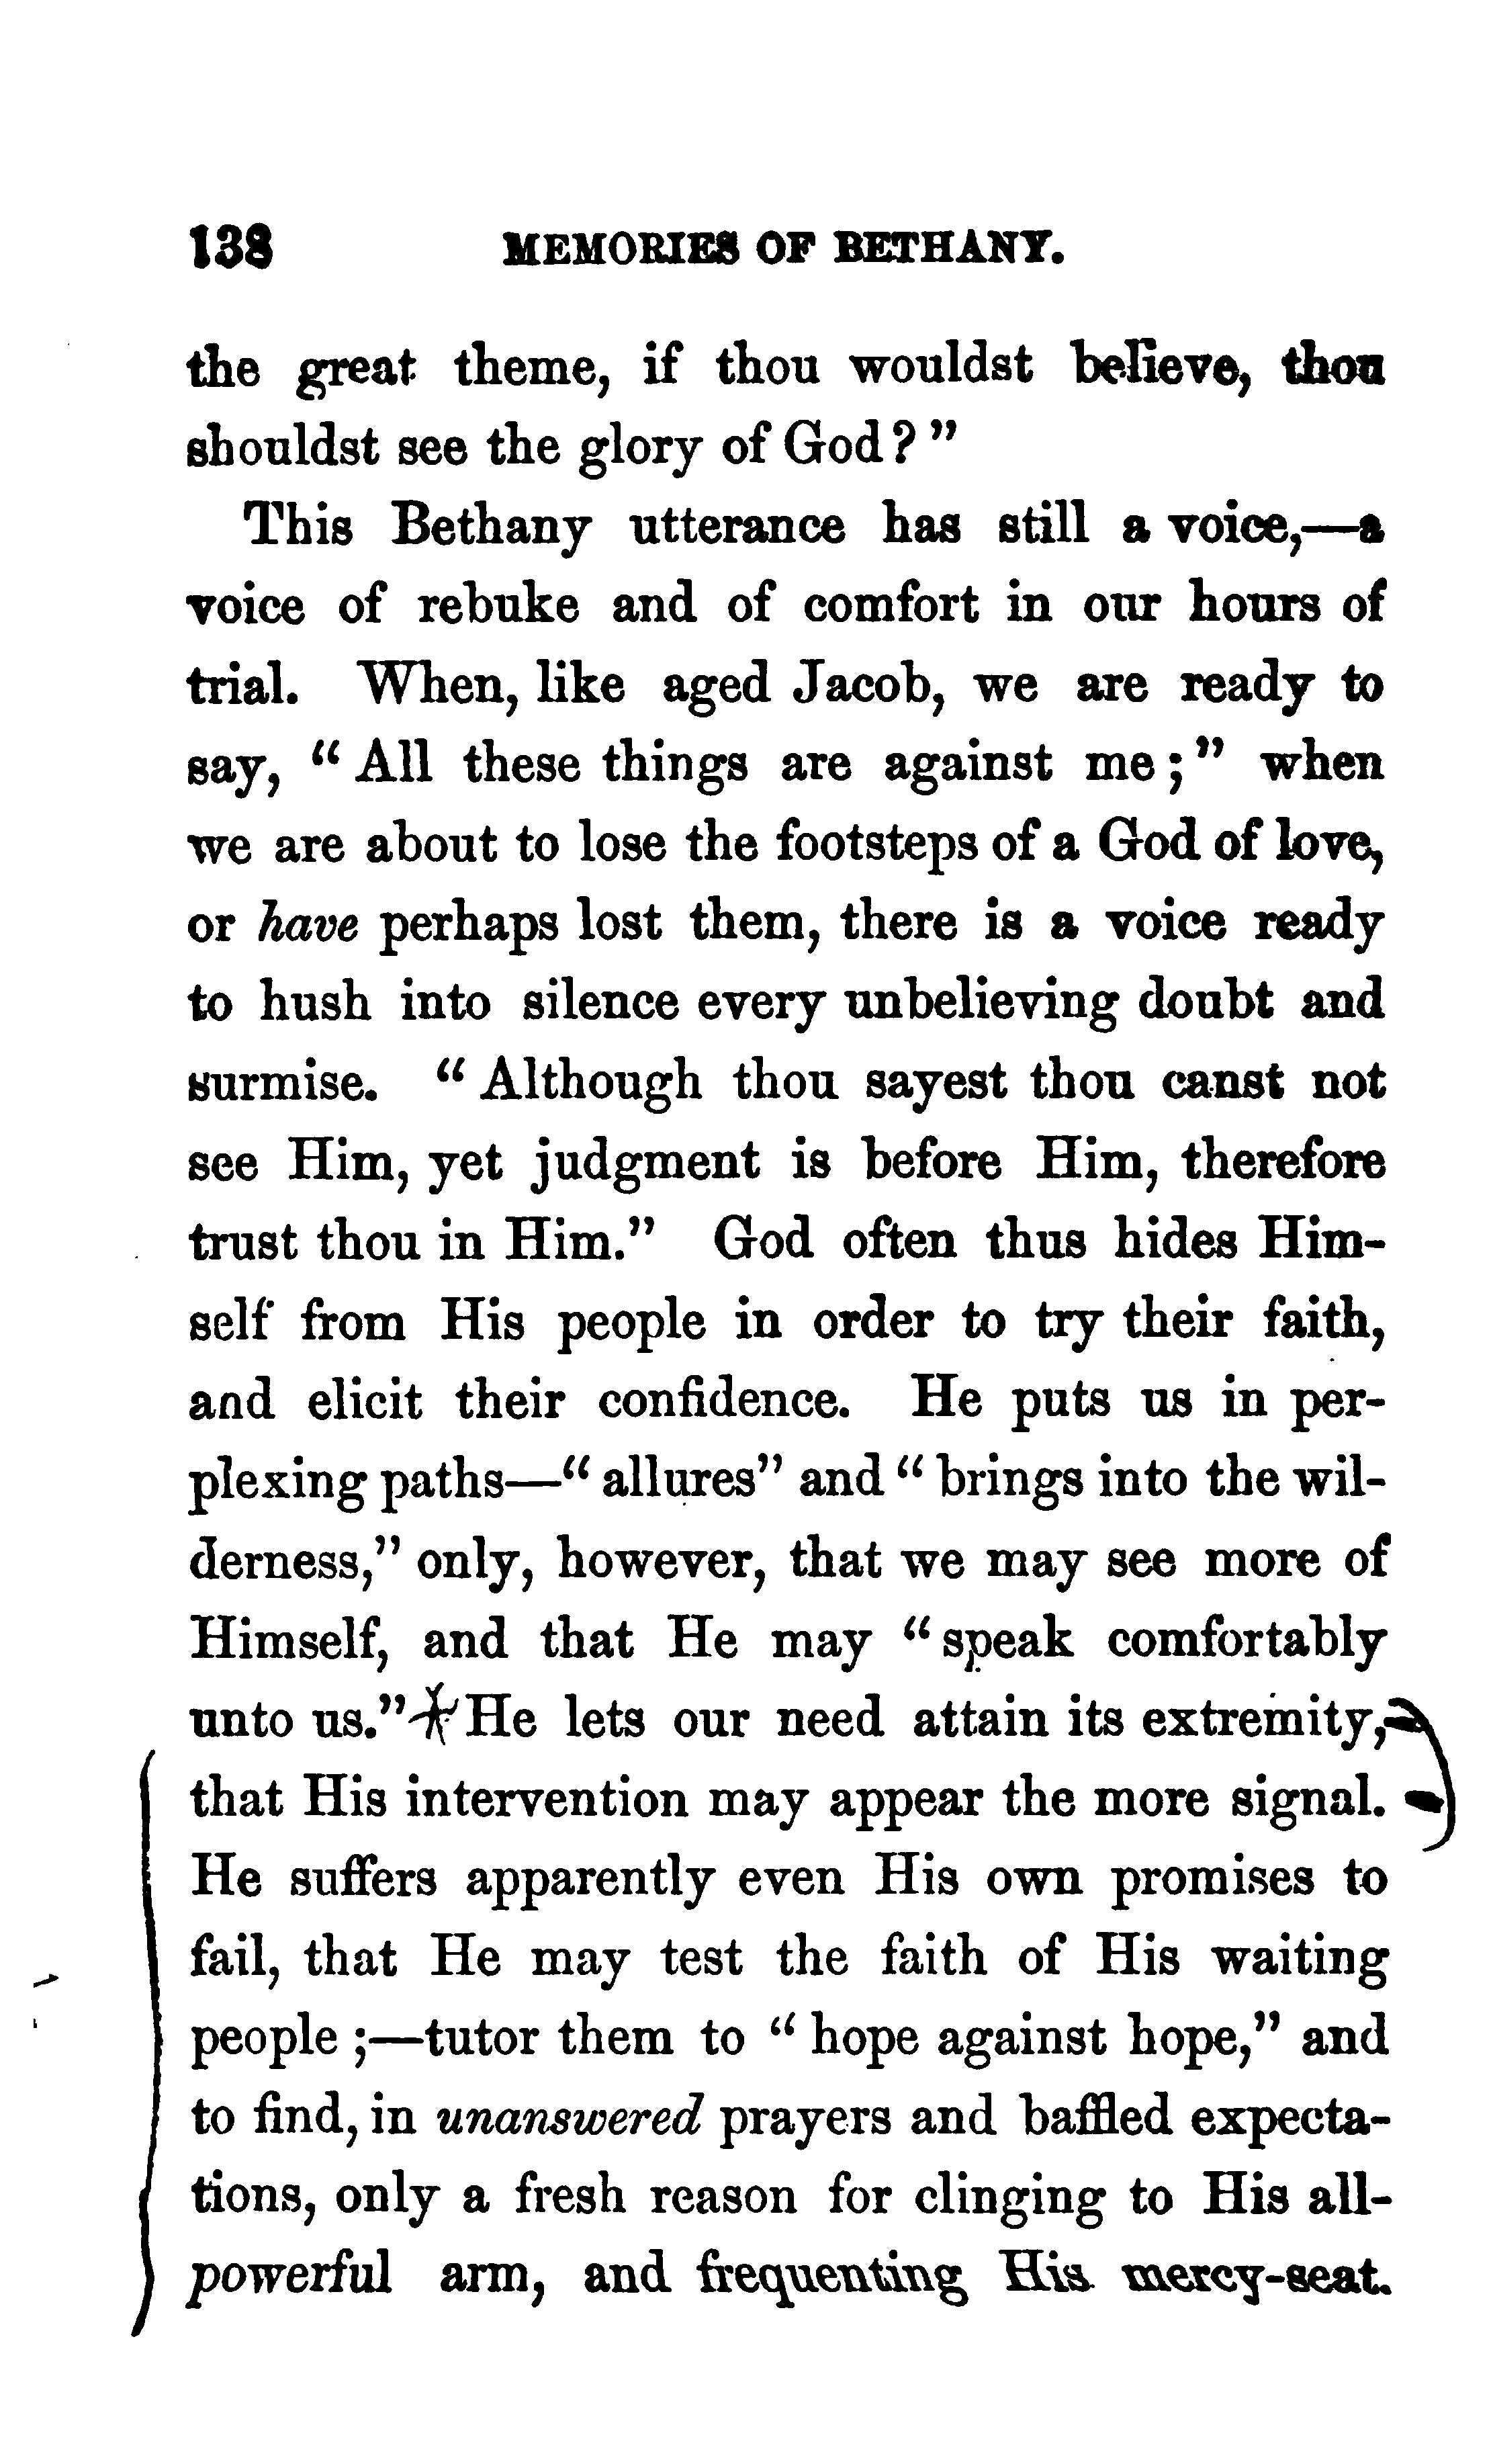 138 MEMORIES OF BETHANY.
the great theme, if thou wouldst believe, thou
shouldst see the glory of God?”
This Bethany utterance has still a voice,—a
voice of rebuke and of comfort in our hours of
trial. When, like aged Jacob, we are ready to
say, “All these things are against me;” when
we are about to lose the footsteps of a God of love,
or have perhaps lost them, there is a voice ready
to hush into silence every unbelieving doubt and
surmise. “Although thou sayest thou canst not
see Him, yet judgment is before Him, therefore
trust thou in Him.” God often thus hides Him-
self from His people in order to try their faith,
and elicit their confidence. He puts us in per-
plexing paths—“allures” and “brings into the wil-
derness,” only, however, that we may see more of
Himself, and that He may “speak comfortably
unto us.” He lets our need attain its extremity,
that His intervention may appear the more signal.
He suffers apparently even His own promises to
fail, that He may test the faith of His waiting
people;—tutor them to “hope against hope,” and
to find, in unanswered prayers and baffled expecta-
tions, only a fresh reason for clinging to His all-
powerful arm, and frequenting His mercy-seat.